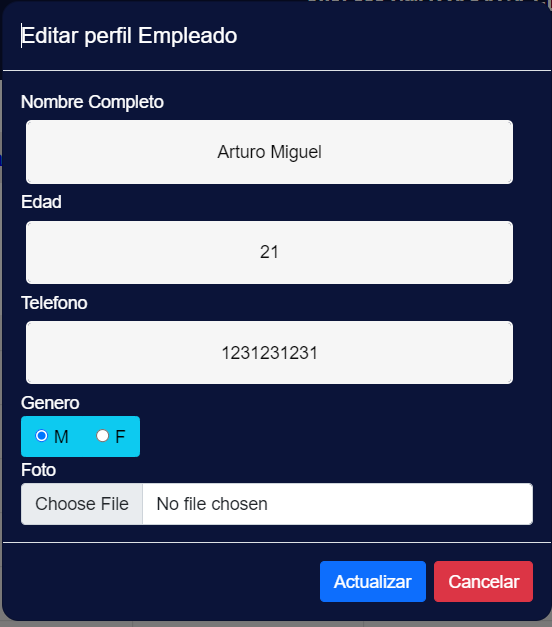 Editar perfil Empleado
Nombre Completo
Arturo Miguel
Edad
21
Telefono
1231231231
Genero
M F
Foto
Choose File No file chosen
Actualizar Cancelar